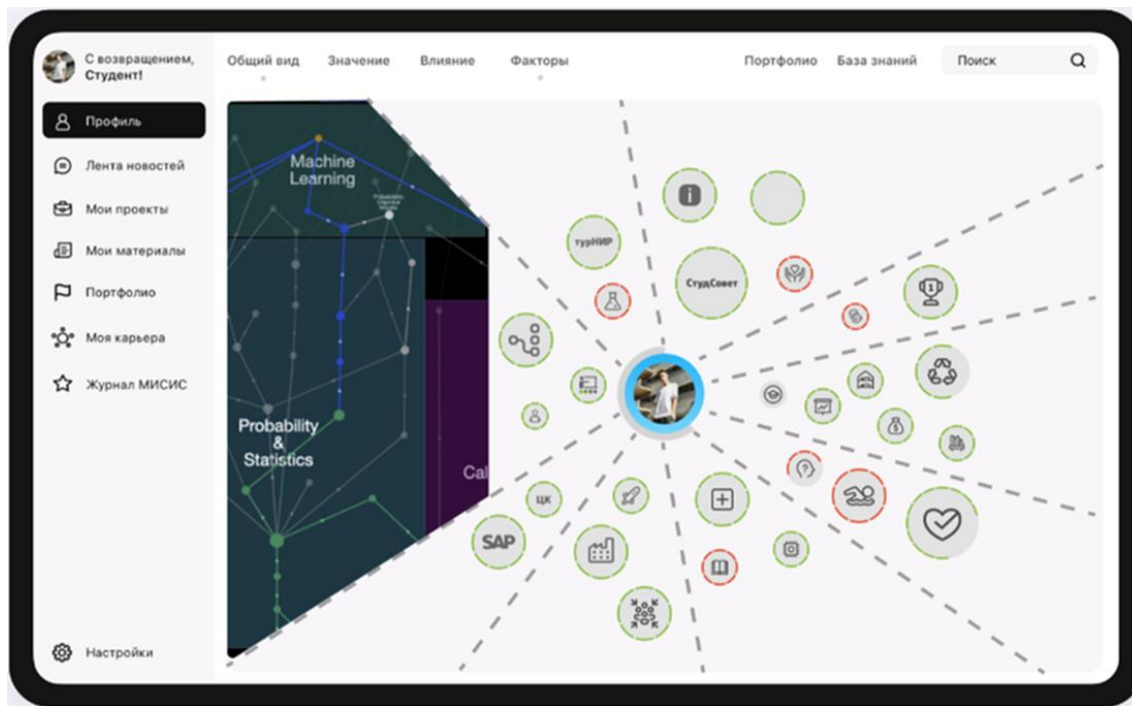 С возвращением,
Студент!
Общий вид
Значение
Влияние
Факторы
Портфолио
База знаний
Поиск
Профиль
Лента новостей
Мои проекты
Мои материалы
Портфолио
Моя карьера
Журнал МИСИС
Настройки
Machine
Learning
Probability
&
Statistics
Cal
турНИР
СтудСовет
ЦК
SAP